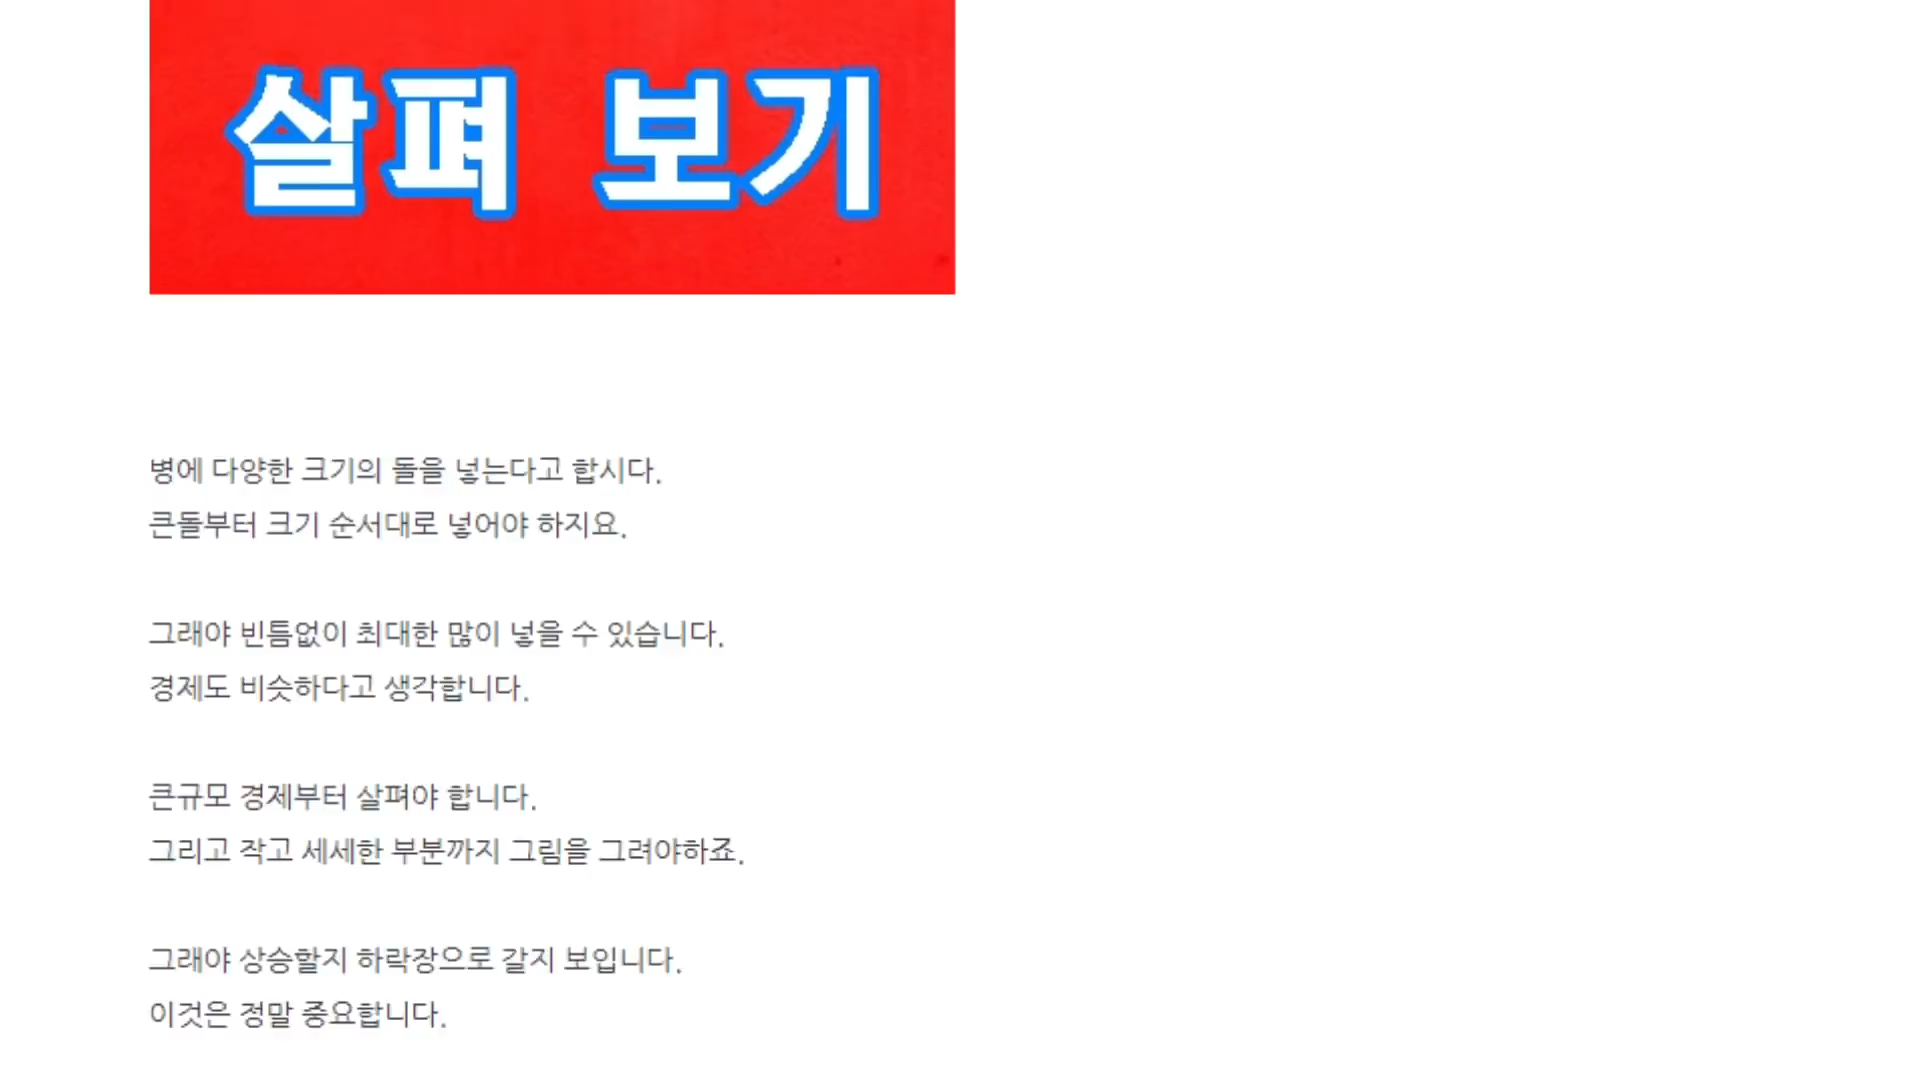 살펴 보기
병에 다양한 크기의 돌을 넣는다고 합시다.
큰돌부터 크기 순서대로 넣어야 하지요.
그래야 빈틈없이 최대한 많이 넣을 수 있습니다.
경제도 비슷하다고 생각합니다.
큰규모 경제부터 살펴야 합니다.
그리고 작고 세세한 부분까지 그림을 그려야하죠.
그래야 상승할지 하락장으로 갈지 보입니다.
이것은 정말 중요합니다.